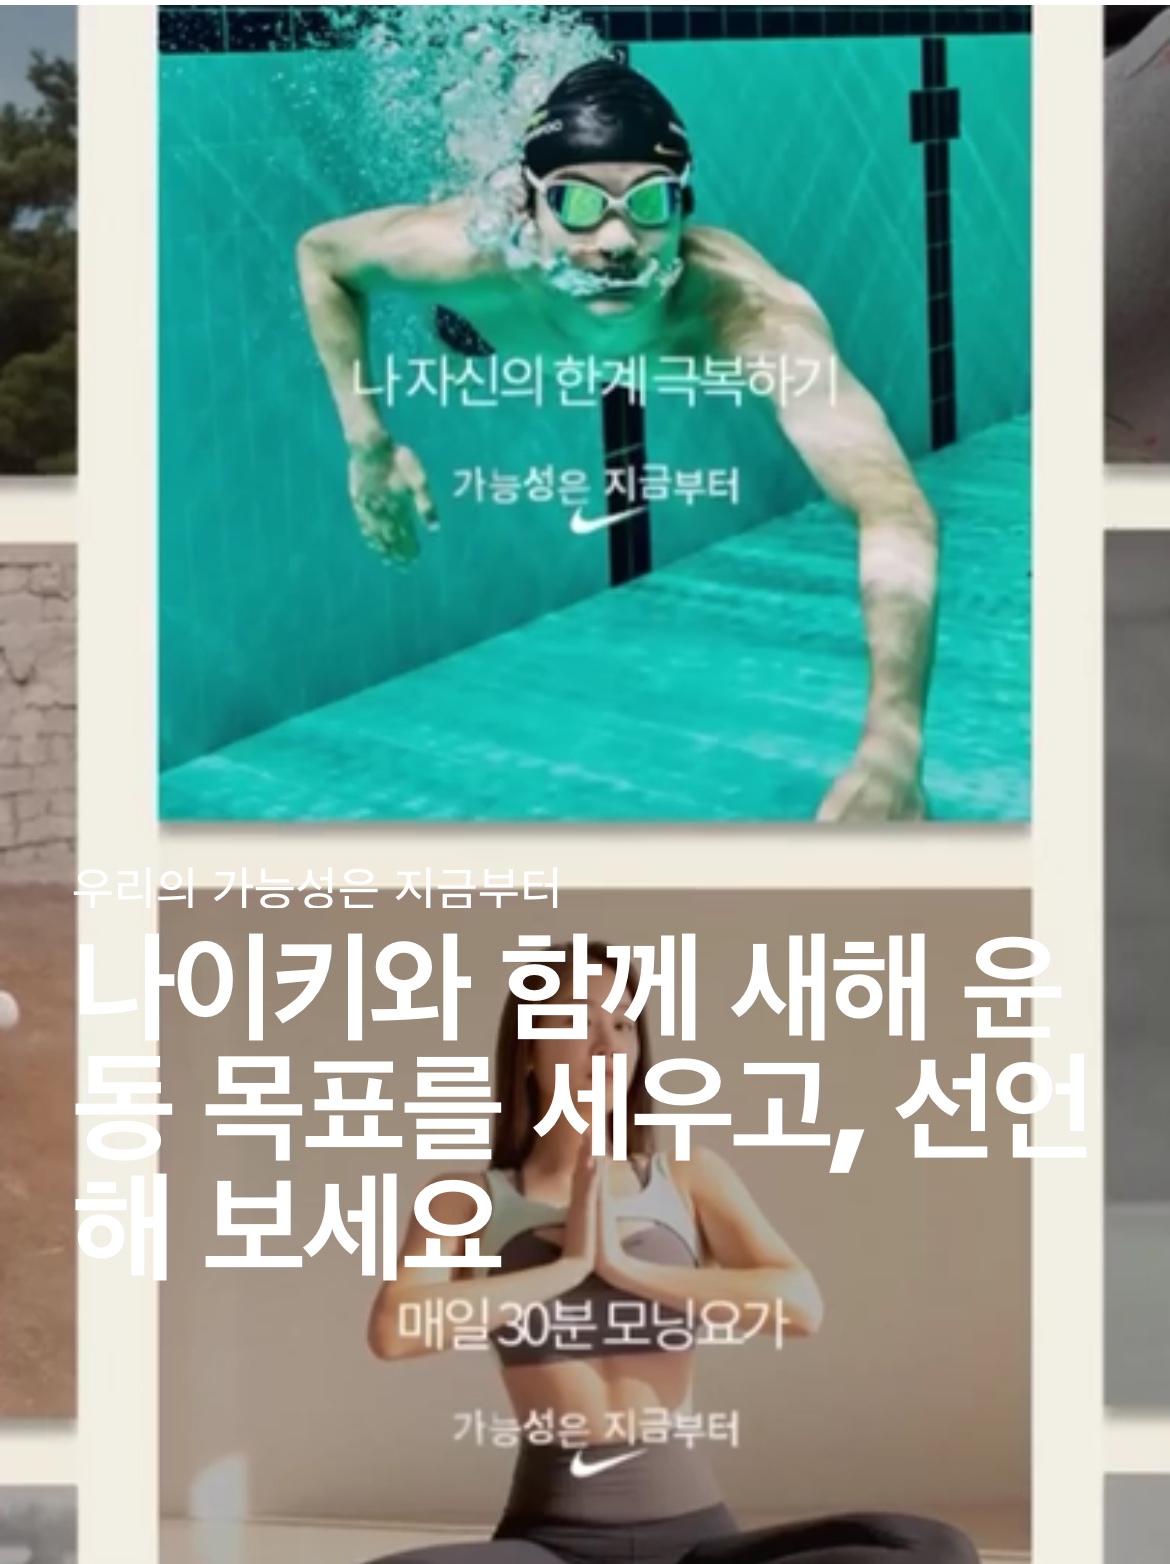 나 자신의 한계 극복하기
가능성은 지금부터
우리의 가능성은 지금부터
나이키와 함께 새해 운
동 목표를 세우고, 선언
해 보세요
매일 30분 모닝요가
가능성은 지금부터